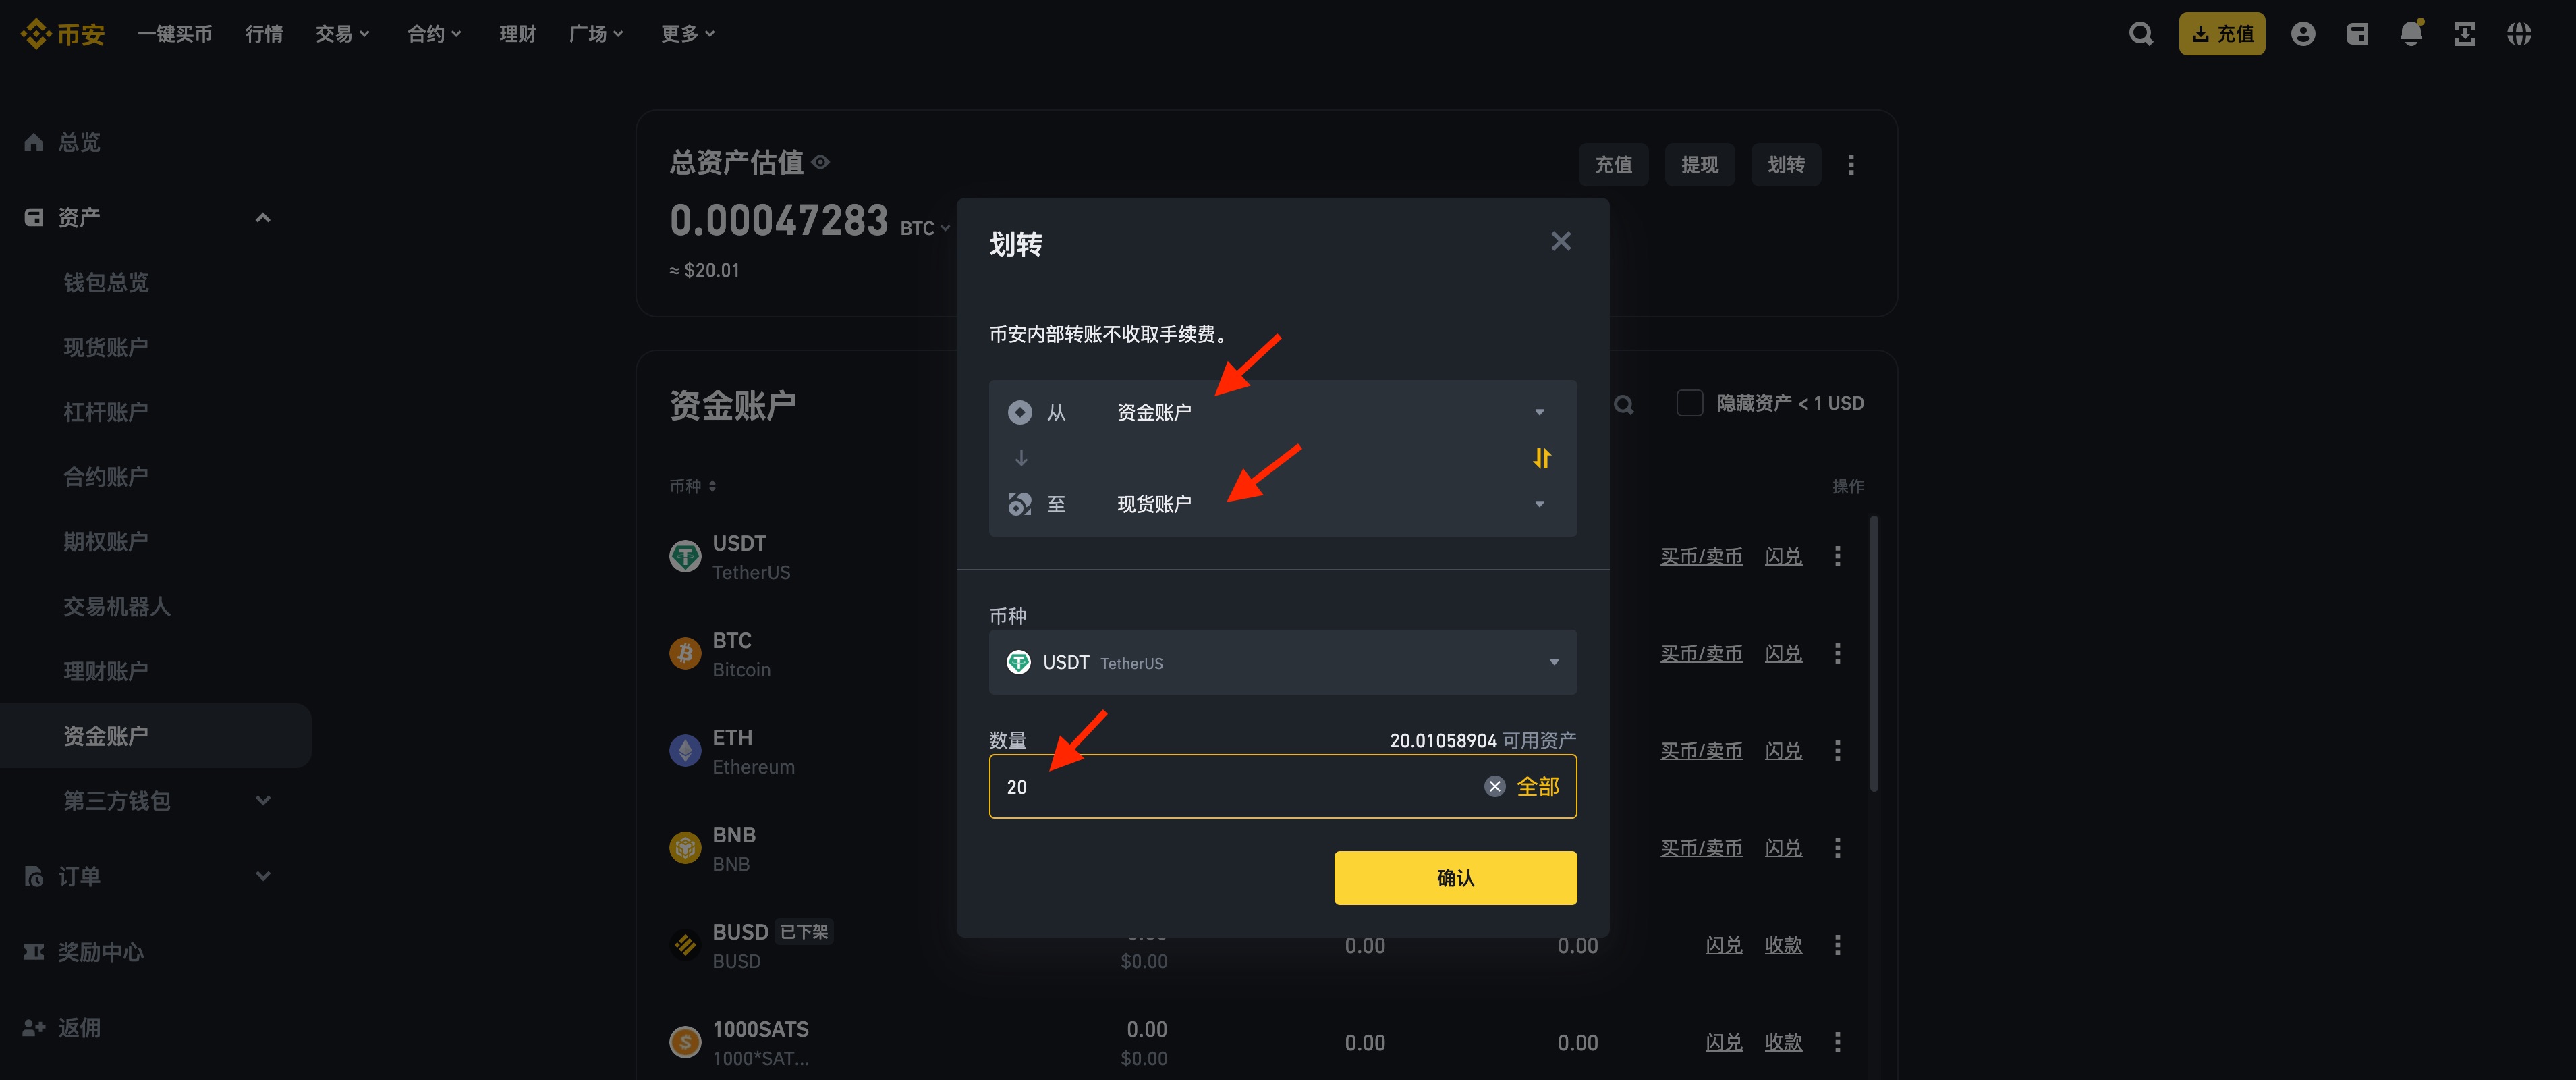 币安 一键买币 行情 交易 合约 理财 广场 更多 充值
总览
资产
钱包总览
现货账户
杠杆账户
合约账户
期权账户
交易机器人
理财账户
资金账户
第三方钱包
订单
奖励中心
返佣
总资产估值
充值 提现 划转
0.00047283 BTC
≈ $20.01
资金账户
隐藏资产 < 1 USD
币种
操作
USDT
TetherUS
买币/卖币 闪兑
BTC
Bitcoin
买币/卖币 闪兑
ETH
Ethereum
买币/卖币 闪兑
BNB
BNB
买币/卖币 闪兑
BUSD 已下架
BUSD
$0.00
0.00
0.00
闪兑 收款
1000SATS
1000*SAT...
0.00
$0.00
0.00
0.00
闪兑 收款
划转
币安内部转账不收取手续费。
从 资金账户
至 现货账户
币种
USDT TetherUS
数量
20.01058904 可用资产
20
全部
确认